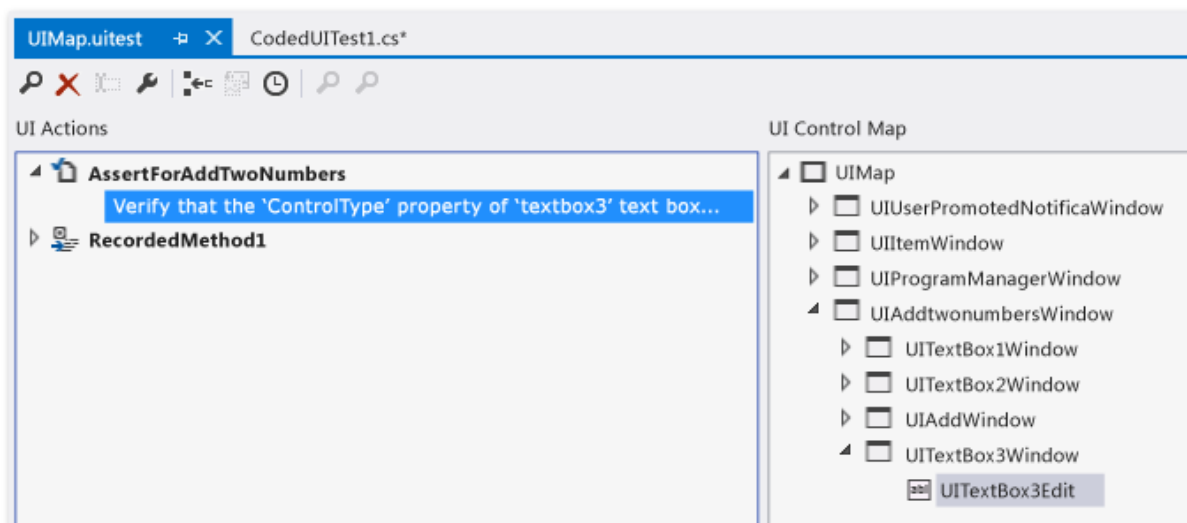 UIMap.uitest CodedUITest1.cs*
UI Actions
AssertForAddTwoNumbers
Verify that the ‘ControlType’ property of ‘textbox3’ text box...
RecordedMethod1
UI Control Map
UIMap
UIUserPromotedNotificaWindow
UIItemWindow
UIProgramManagerWindow
UIAddtwonumbersWindow
UITextBox1Window
UITextBox2Window
UIAddWindow
UITextBox3Window
UITextBox3Edit